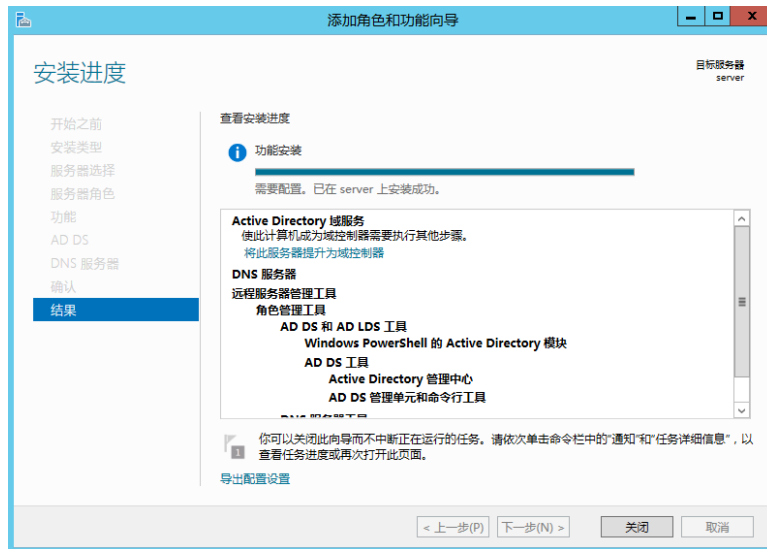 添加角色和功能向导
安装进度
目标服务器
server
开始之前
安装类型
服务器选择
服务器角色
功能
AD DS
DNS 服务器
确认
结果
查看安装进度
功能安装
需要配置。已在 server 上安装成功。
Active Directory 域服务
使此计算机成为域控制器需要执行其他步骤。
将此服务器提升为域控制器
DNS 服务器
远程服务器管理工具
角色管理工具
AD DS 和 AD LDS 工具
Windows PowerShell 的 Active Directory 模块
AD DS 工具
Active Directory 管理中心
AD DS 管理单元和命令行工具
1
你可以关闭此向导而不中断正在运行的任务。请依次单击命令栏中的"通知"和"任务详细信息"，以
查看任务进度或再次打开此页面。
导出配置设置
< 上一步(P)
下一步(N) >
关闭
取消